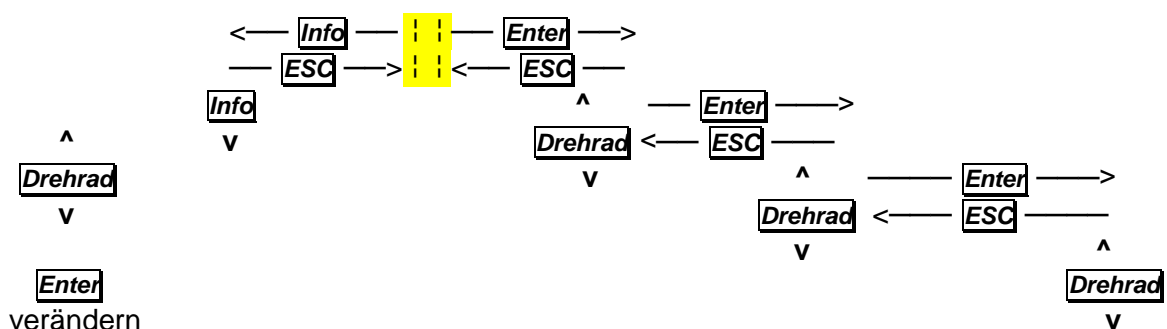 <—— Info —— ¦ ¦ —— Enter ——>
—— ESC ——> ¦ ¦ <—— ESC ——
Info ^ —— Enter ——>
^ v Drehrad <—— ESC ——
Drehrad v ^ —— Enter ——>
v Drehrad <—— ESC ——
v ^
Enter Drehrad
verändern v